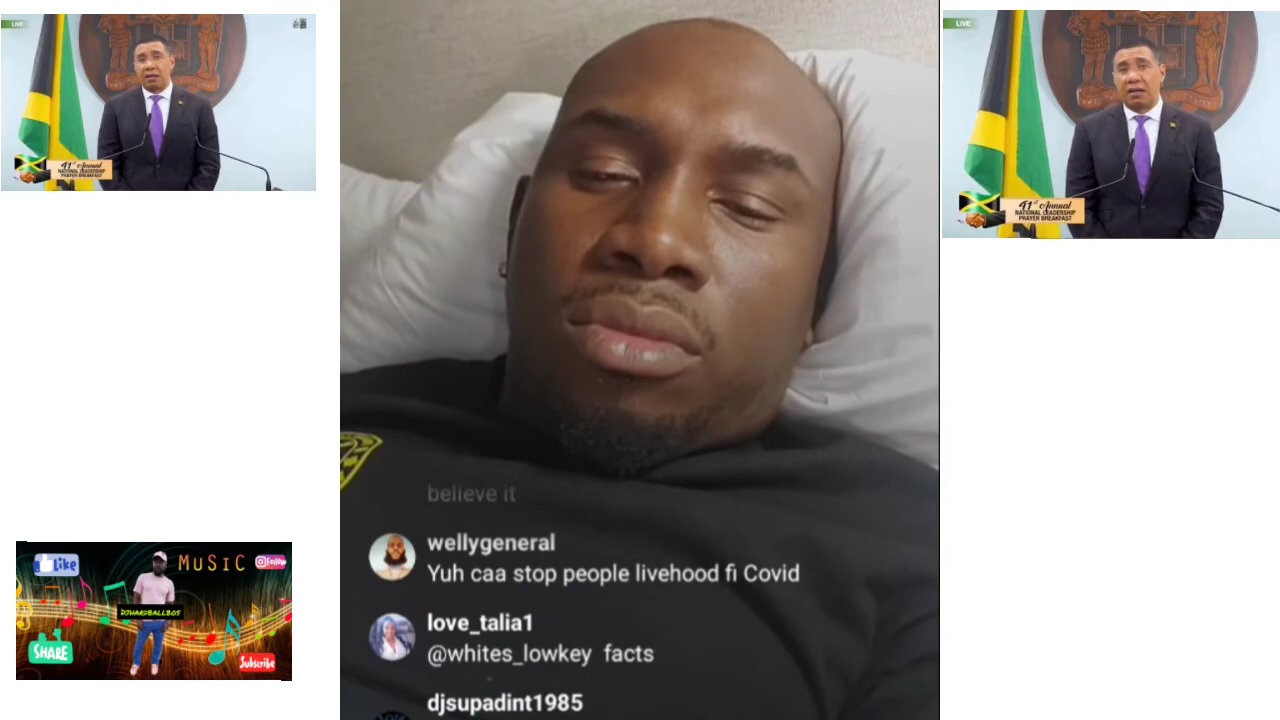 LIVE
41st Annual
NATIONAL LEADERSHIP
PRAYER BREAKFAST
believe it
wellygeneral
Yuh caa stop people livehood fi Covid
love_talia1
@whites_lowkey facts
djsupadint1985
LIVE
41st Annual
NATIONAL LEADERSHIP
PRAYER BREAKFAST
Like
MUSIC
Follow
DJHARDBALLBOS
SHARE
Subscribe